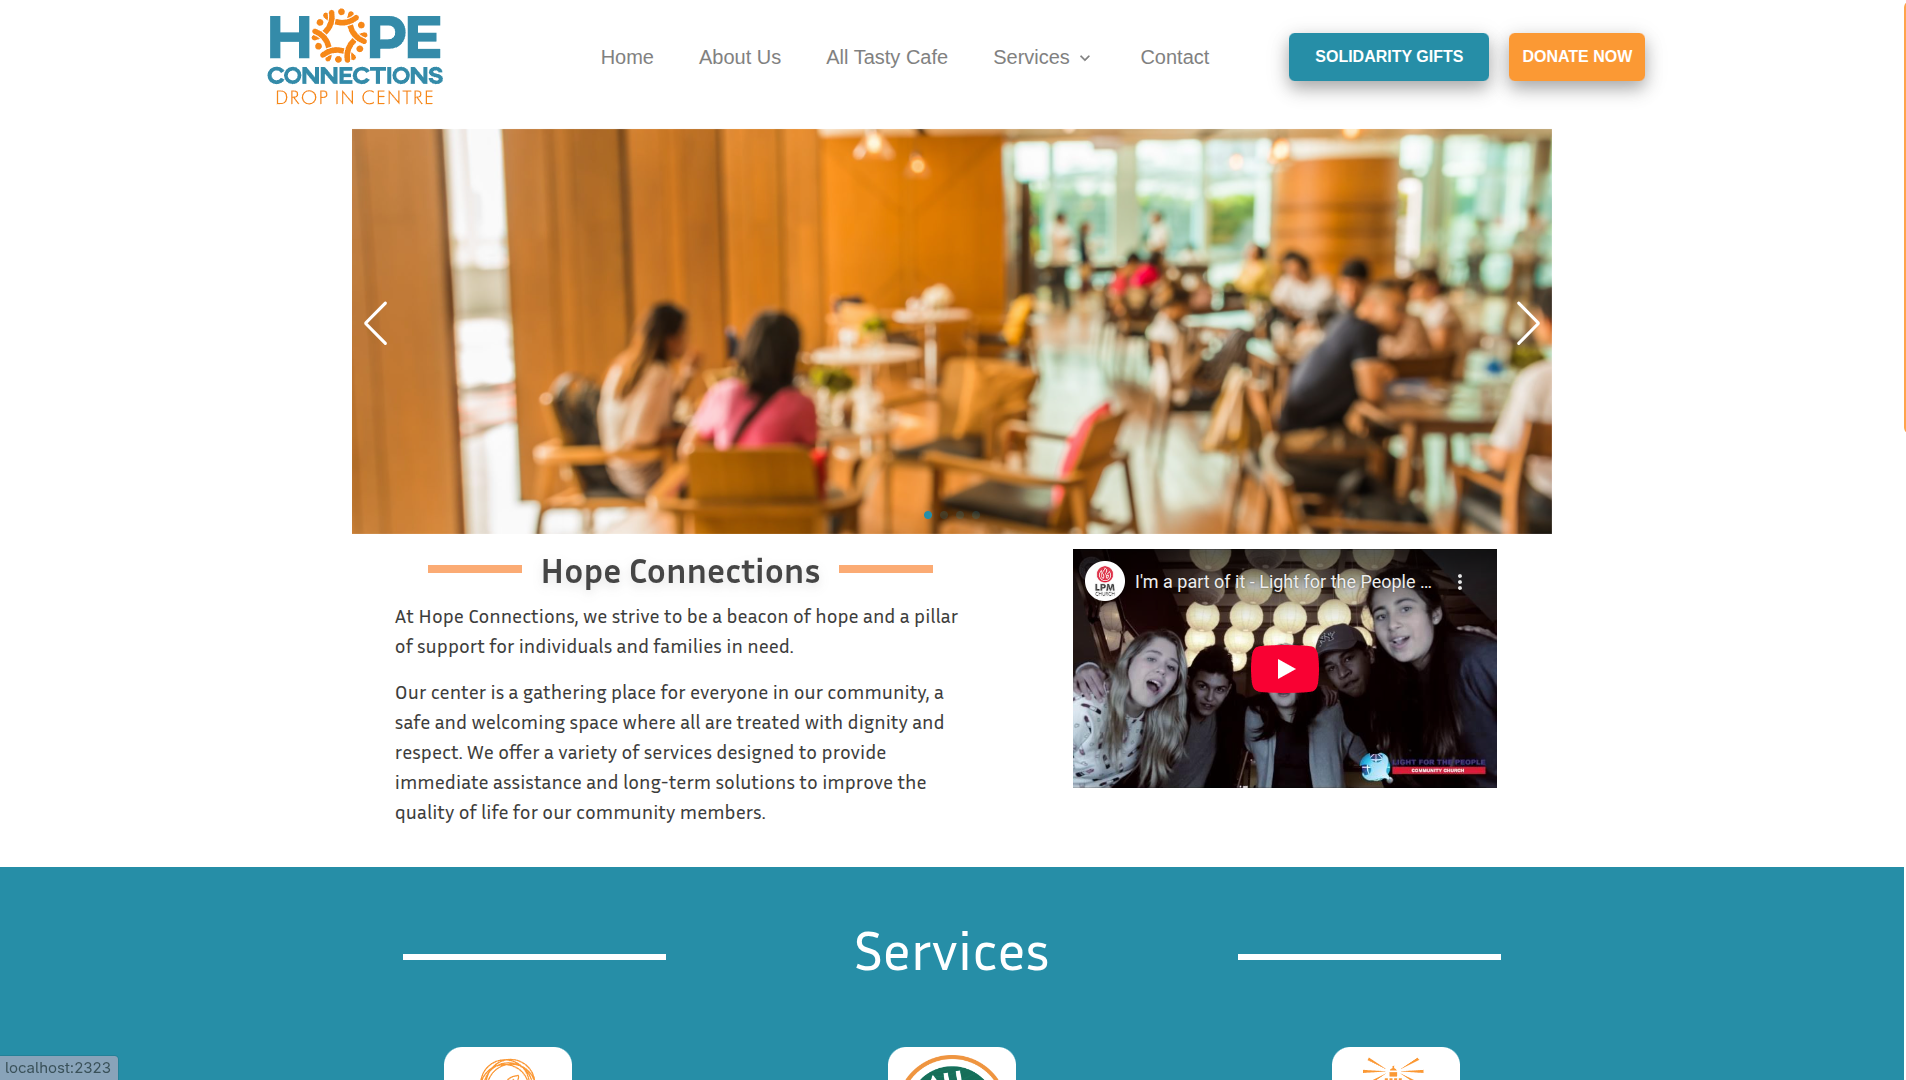 HOPE
CONNECTIONS
DROP IN CENTRE
Home
About Us
All Tasty Cafe
Services
Contact
SOLIDARITY GIFTS
DONATE NOW
Hope Connections
At Hope Connections, we strive to be a beacon of hope and a pillar
of support for individuals and families in need.
Our center is a gathering place for everyone in our community, a
safe and welcoming space where all are treated with dignity and
respect. We offer a variety of services designed to provide
immediate assistance and long-term solutions to improve the
quality of life for our community members.
LPM
CHURCH
I'm a part of it - Light for the People ...
LIGHT FOR THE PEOPLE
COMMUNITY CHURCH
Services
localhost:2323